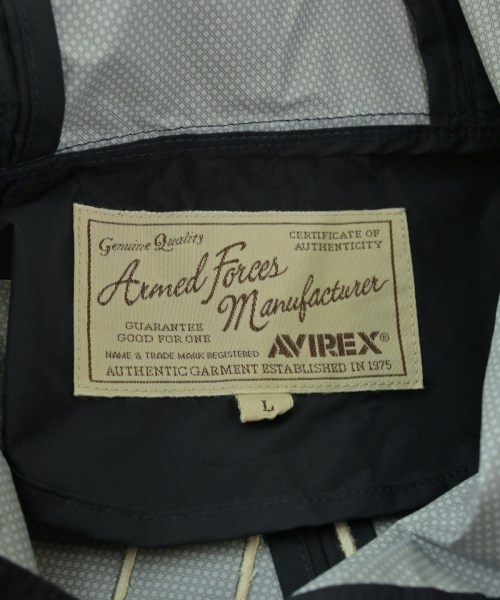 Genuine Quality
CERTIFICATE OF
AUTHENTICITY
Armed Forces
Manufacturer
GUARANTEE
GOOD FOR ONE
NAME & TRADE MARK REGISTERED
AVIREX®
AUTHENTIC GARMENT ESTABLISHED IN 1975
L